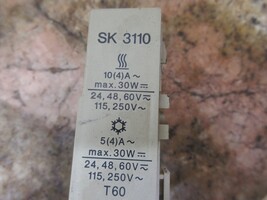 SK 3110
10(4)A ~
max. 30W ⎓
24, 48, 60V ⎓
115, 250V ~
5(4)A ~
max. 30W ⎓
24, 48, 60V ⎓
115, 250V ~
T60